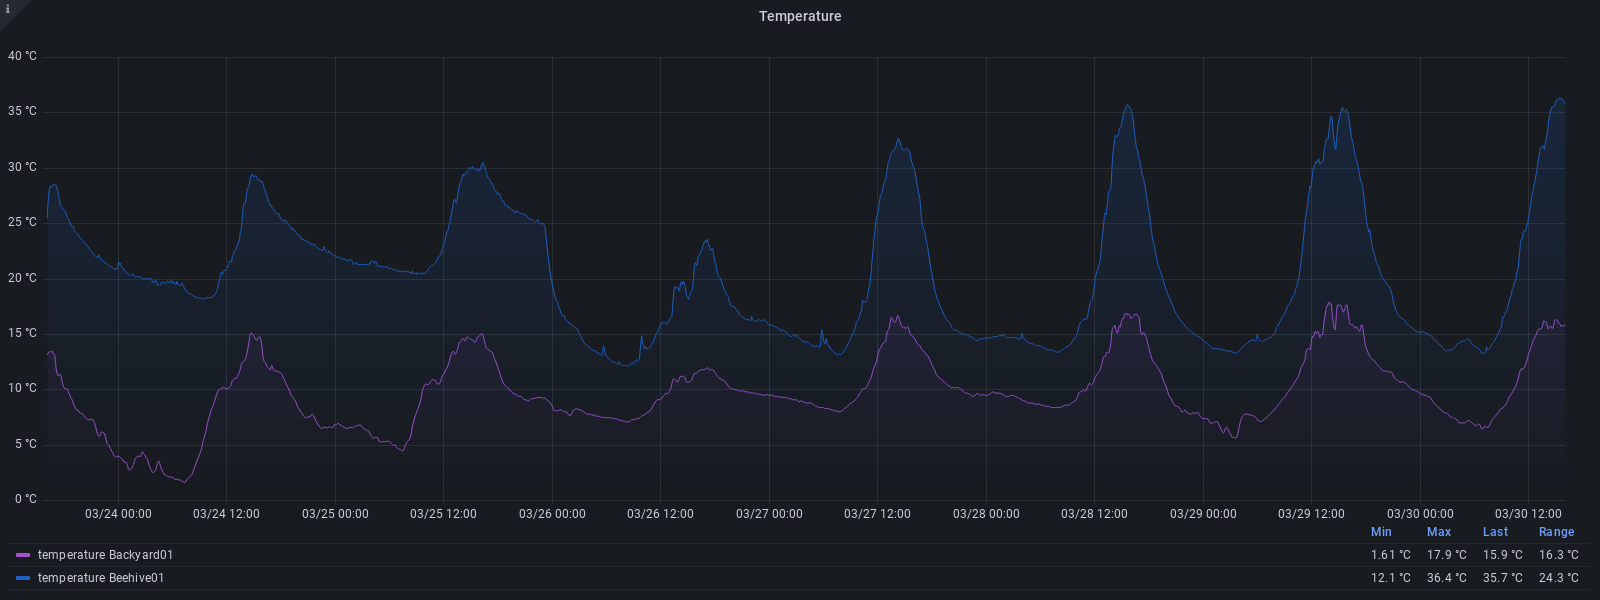 i
Temperature
40 °C
35 °C
30 °C
25 °C
20 °C
15 °C
10 °C
5 °C
0 °C
03/24 00:00 03/24 12:00 03/25 00:00 03/25 12:00 03/26 00:00 03/26 12:00 03/27 00:00 03/27 12:00 03/28 00:00 03/28 12:00 03/29 00:00 03/29 12:00 03/30 00:00 03/30 12:00
Min Max Last Range
temperature Backyard01 1.61 °C 17.9 °C 15.9 °C 16.3 °C
temperature Beehive01 12.1 °C 36.4 °C 35.7 °C 24.3 °C